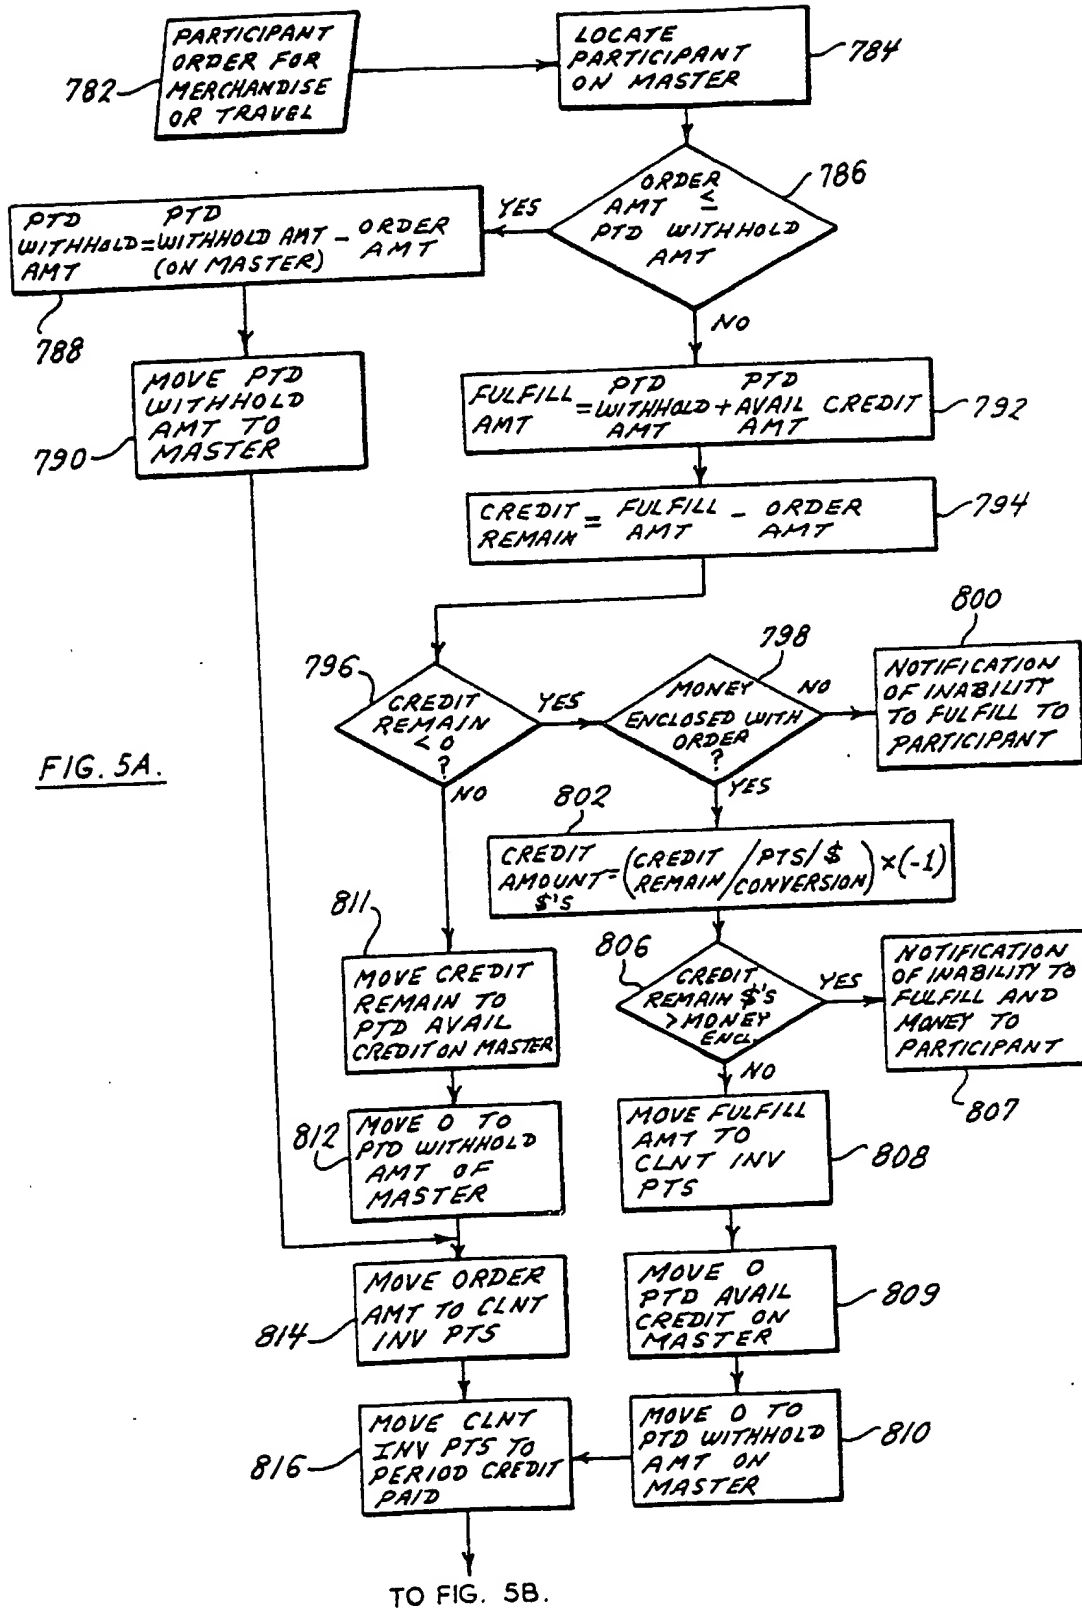 PARTICIPANT
ORDER FOR
MERCHANDISE
OR TRAVEL
782
LOCATE
PARTICIPANT
ON MASTER
784
ORDER
AMT ≤
PTD WITHHOLD
AMT
786
YES
NO
PTD PTD
WITHHOLD=WITHHOLD AMT - ORDER
AMT (ON MASTER) AMT
788
MOVE PTD
WITHHOLD
AMT TO
MASTER
790
PTD PTD
FULFILL = WITHHOLD + AVAIL CREDIT
AMT AMT AMT
792
CREDIT = FULFILL - ORDER
REMAIN AMT AMT
794
796
CREDIT
REMAIN
< 0
?
YES
NO
798
MONEY
ENCLOSED WITH
ORDER
?
NO
YES
800
NOTIFICATION
OF INABILITY
TO FULFILL TO
PARTICIPANT
FIG. 5A.
802
CREDIT
AMOUNT = (CREDIT REMAIN / PTS/$ CONVERSION) × (-1)
$'S
806
CREDIT
REMAIN $'S
> MONEY
ENCL.
YES
NO
NOTIFICATION
OF INABILITY TO
FULFILL AND
MONEY TO
PARTICIPANT
807
811
MOVE CREDIT
REMAIN TO
PTD AVAIL
CREDIT ON MASTER
812
MOVE 0 TO
PTD WITHHOLD
AMT OF
MASTER
MOVE FULFILL
AMT TO
CLNT INV
PTS
808
MOVE ORDER
AMT TO CLNT
INV PTS
814
MOVE 0
PTD AVAIL
CREDIT ON
MASTER
809
MOVE CLNT
INV PTS TO
PERIOD CREDIT
PAID
816
MOVE 0 TO
PTD WITHHOLD
AMT ON
MASTER
810
TO FIG. 5B.